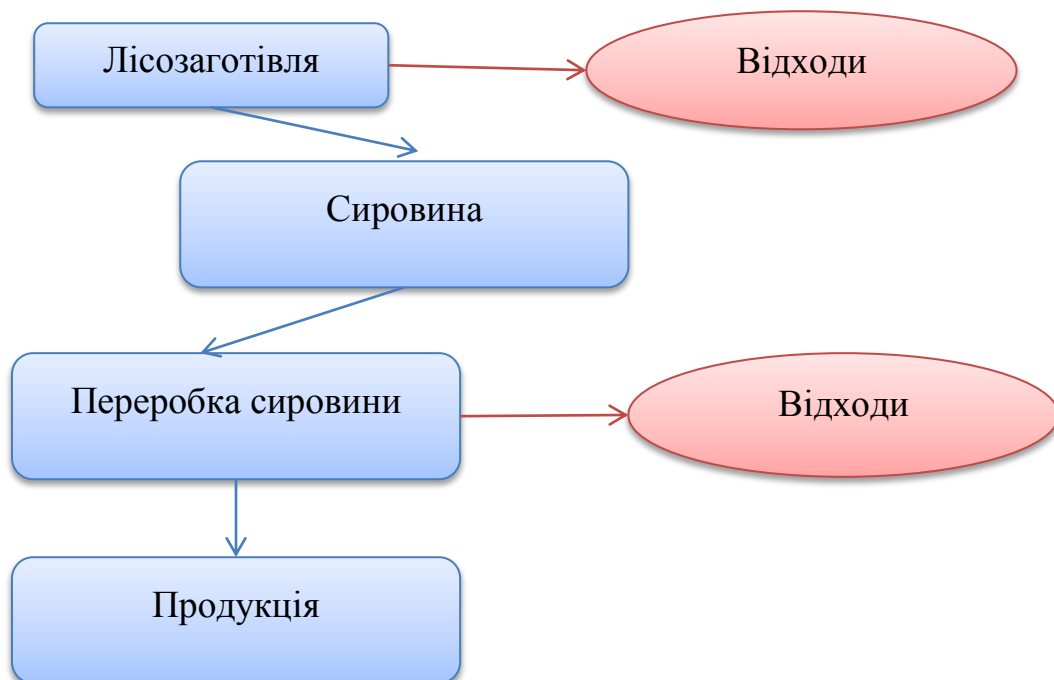 Лісозаготівля
Відходи
Сировина
Переробка сировини
Відходи
Продукція